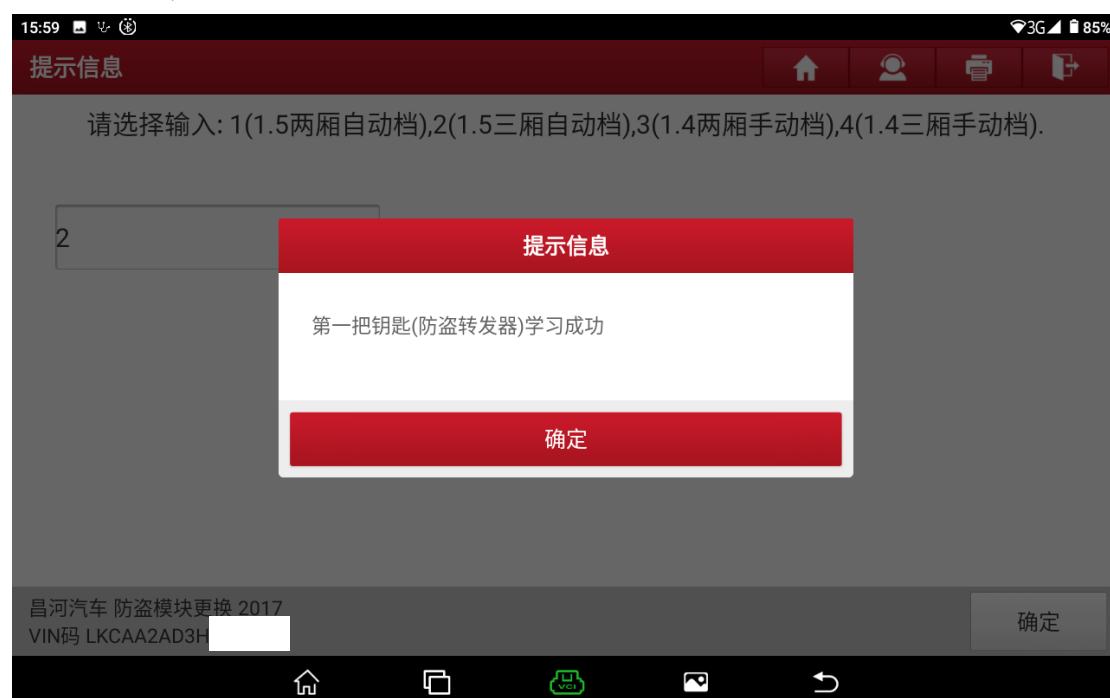 15:59
3G 85%
提示信息
请选择输入: 1(1.5两厢自动档),2(1.5三厢自动档),3(1.4两厢手动档),4(1.4三厢手动档).
2
提示信息
第一把钥匙(防盗转发器)学习成功
确定
昌河汽车 防盗模块更换 2017
VIN码 LKCAA2AD3H
确定
VCI